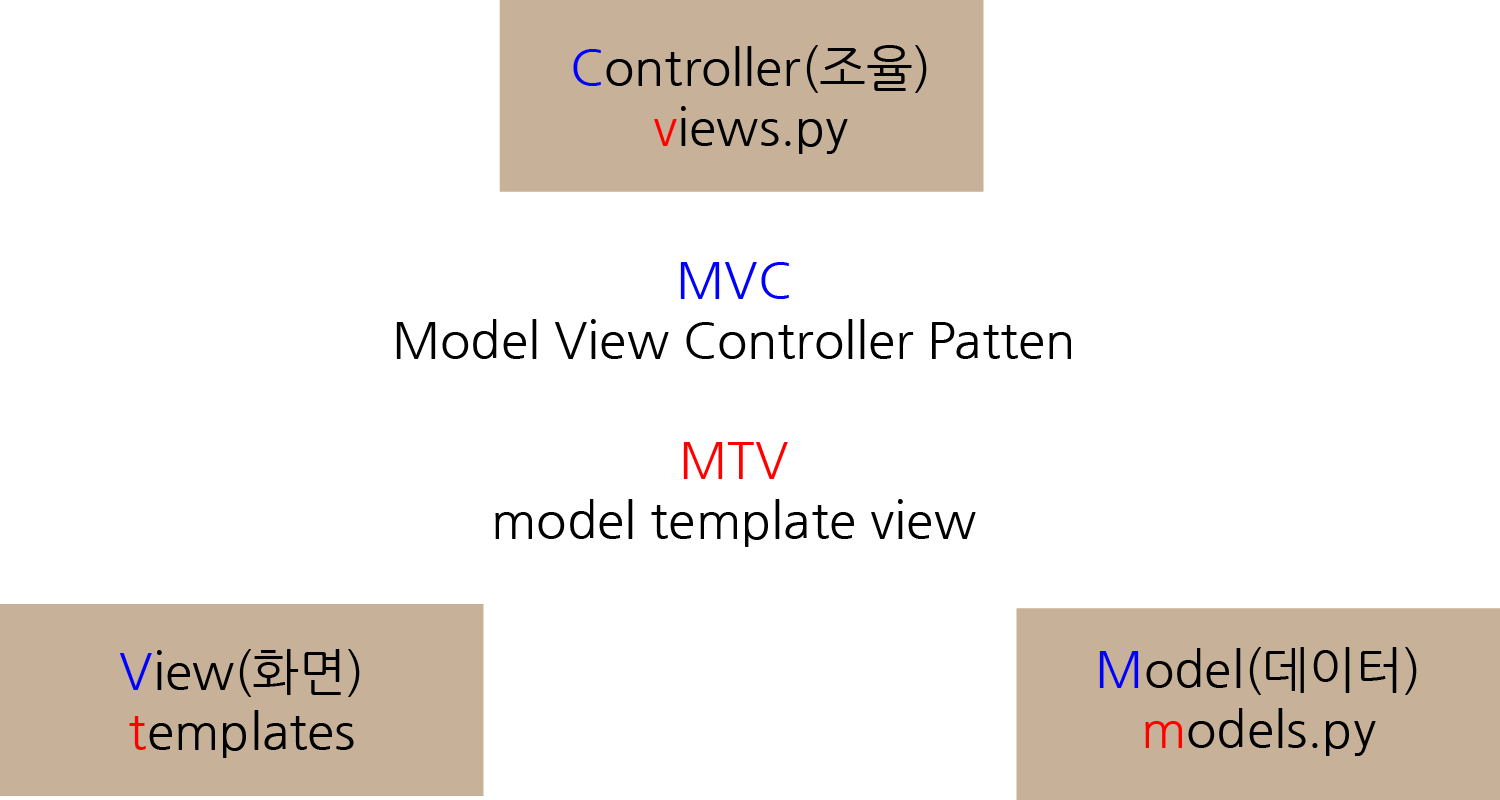 Controller(조율)
views.py
MVC
Model View Controller Patten
MTV
model template view
View(화면)
templates
Model(데이터)
models.py